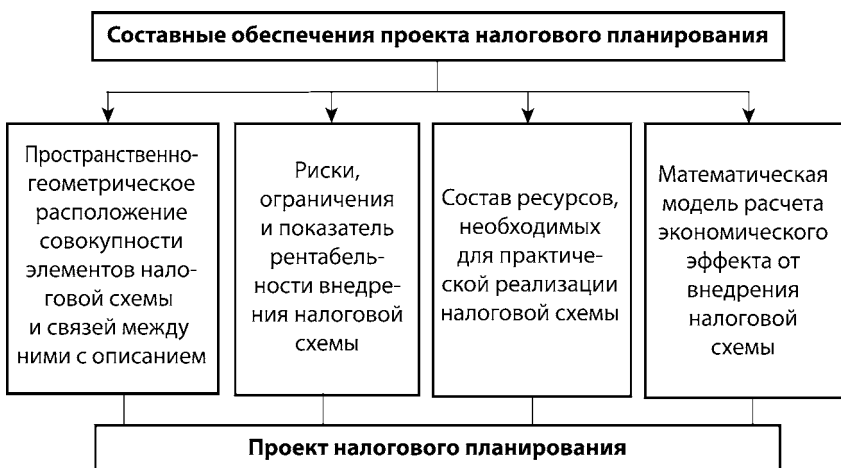 Составные обеспечения проекта налогового планирования
Пространственно-
геометрическое
расположение
совокупности
элементов нало-
говой схемы
и связей между
ними с описанием
Риски,
ограничения
и показатель
рентабель-
ности внедре-
ния налоговой
схемы
Состав ресурсов,
необходимых
для практиче-
ской реализации
налоговой схемы
Математическая
модель расчета
экономического
эффекта от
внедрения
налоговой
схемы
Проект налогового планирования